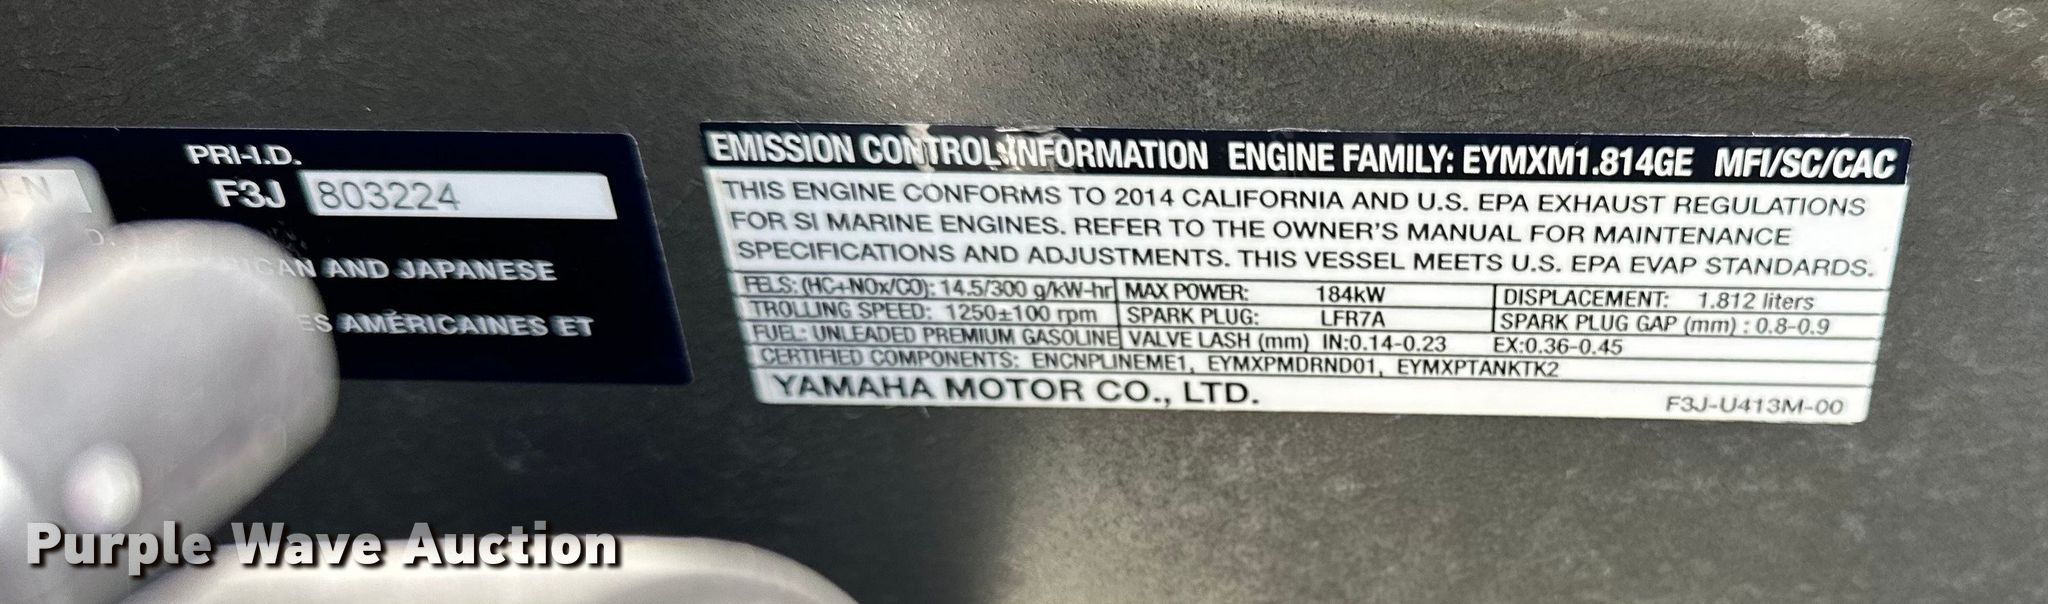 PRI-I.D.
F3J 803224
AND JAPANESE
AMÉRICAINES ET
EMISSION CONTROL INFORMATION ENGINE FAMILY: EYMXM1.814GE MFI/SC/CAC
THIS ENGINE CONFORMS TO 2014 CALIFORNIA AND U.S. EPA EXHAUST REGULATIONS
FOR SI MARINE ENGINES. REFER TO THE OWNER'S MANUAL FOR MAINTENANCE
SPECIFICATIONS AND ADJUSTMENTS. THIS VESSEL MEETS U.S. EPA EVAP STANDARDS.
FELS: (HC+NOx/CO): 14.5/300 g/kW-hr MAX POWER: 184kW DISPLACEMENT: 1.812 liters
TROLLING SPEED: 1250±100 rpm SPARK PLUG: LFR7A SPARK PLUG GAP (mm) : 0.8-0.9
FUEL: UNLEADED PREMIUM GASOLINE VALVE LASH (mm) IN:0.14-0.23 EX:0.36-0.45
CERTIFIED COMPONENTS: ENCNPLINEME1, EYMXPMDRND01, EYMXPTANKTK2
YAMAHA MOTOR CO., LTD. F3J-U413M-00
Purple Wave Auction